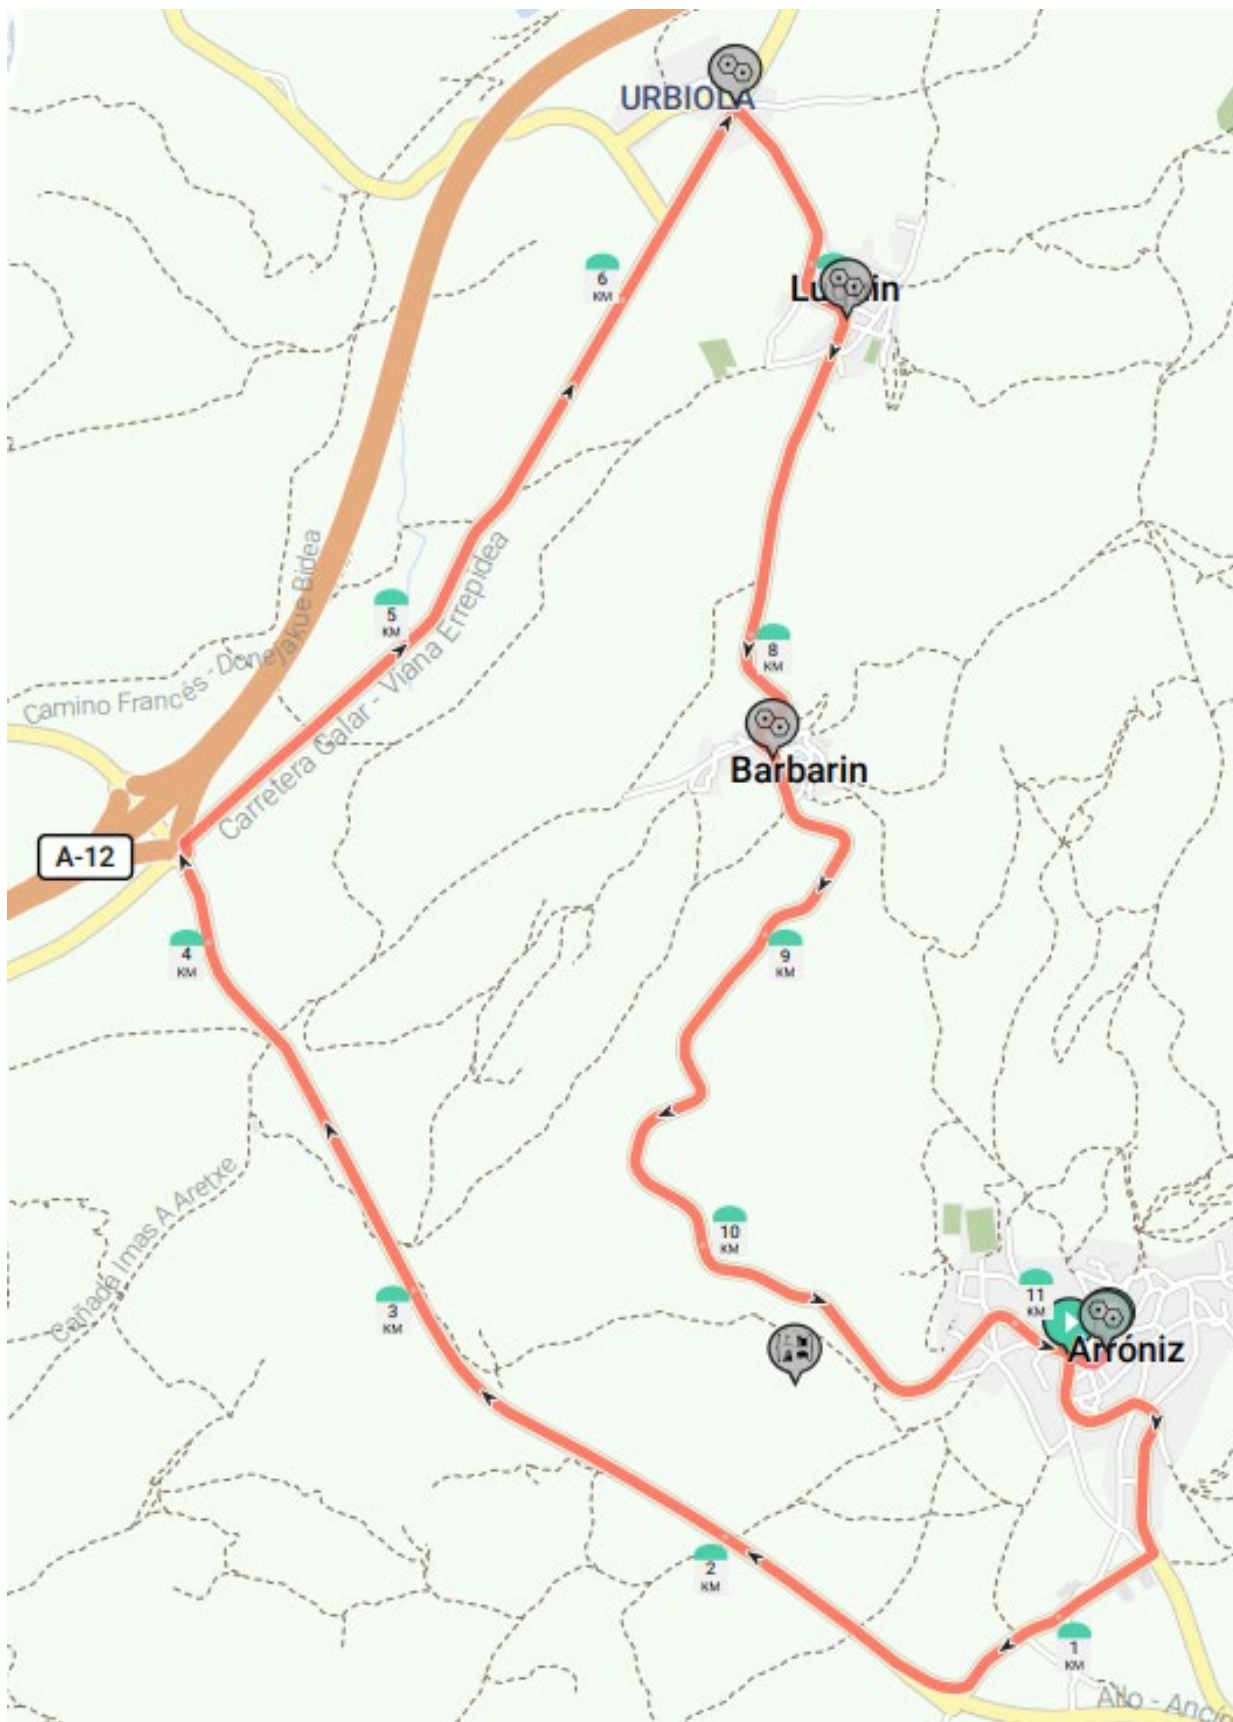 URBIOLA
6
KM
Camino Francés - Donejakue Bidea
5
KM
Carretera Galar - Viana Errepidea
8
KM
Barbarin
A-12
4
KM
9
KM
Cañada Imas A Aretxe
10
KM
3
KM
11
KM
Arróniz
2
KM
1
KM